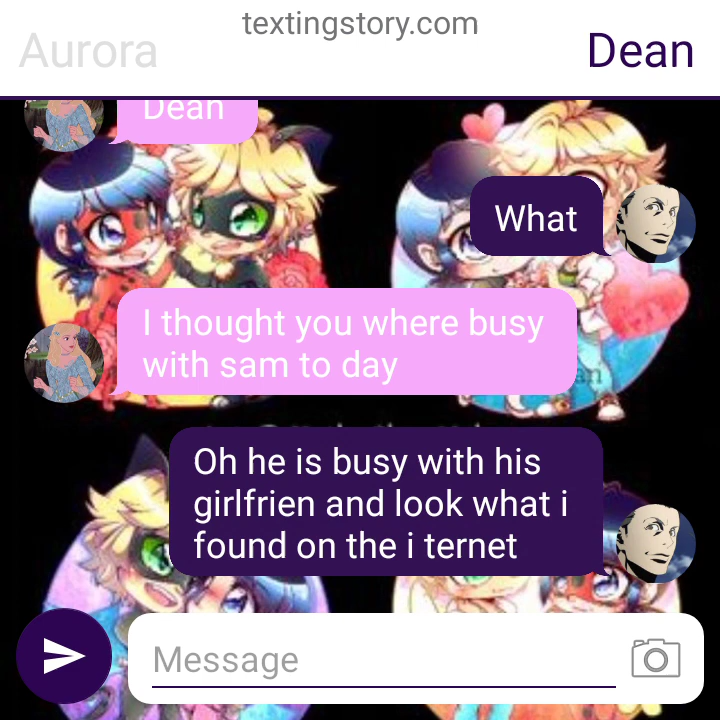 textingstory.com
Aurora
Dean
Dean
What
I thought you where busy
with sam to day
Oh he is busy with his
girlfrien and look what i
found on the i ternet
Message